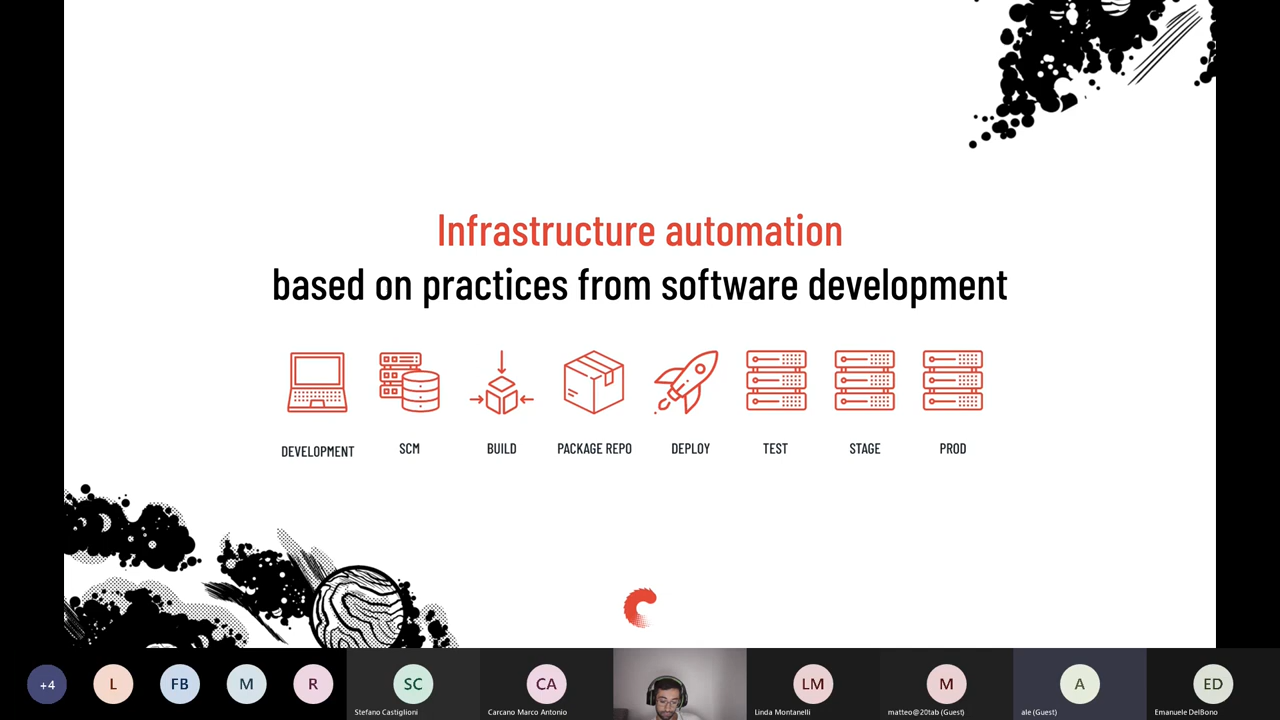 Infrastructure automation
based on practices from software development
DEVELOPMENT SCM BUILD PACKAGE REPO DEPLOY TEST STAGE PROD
+4 L FB M R SC CA LM M A ED
Stefano Castiglioni Carcano Marco Antonio Linda Montanelli matteo@20tab (Guest) ale (Guest) Emanuele DelBono